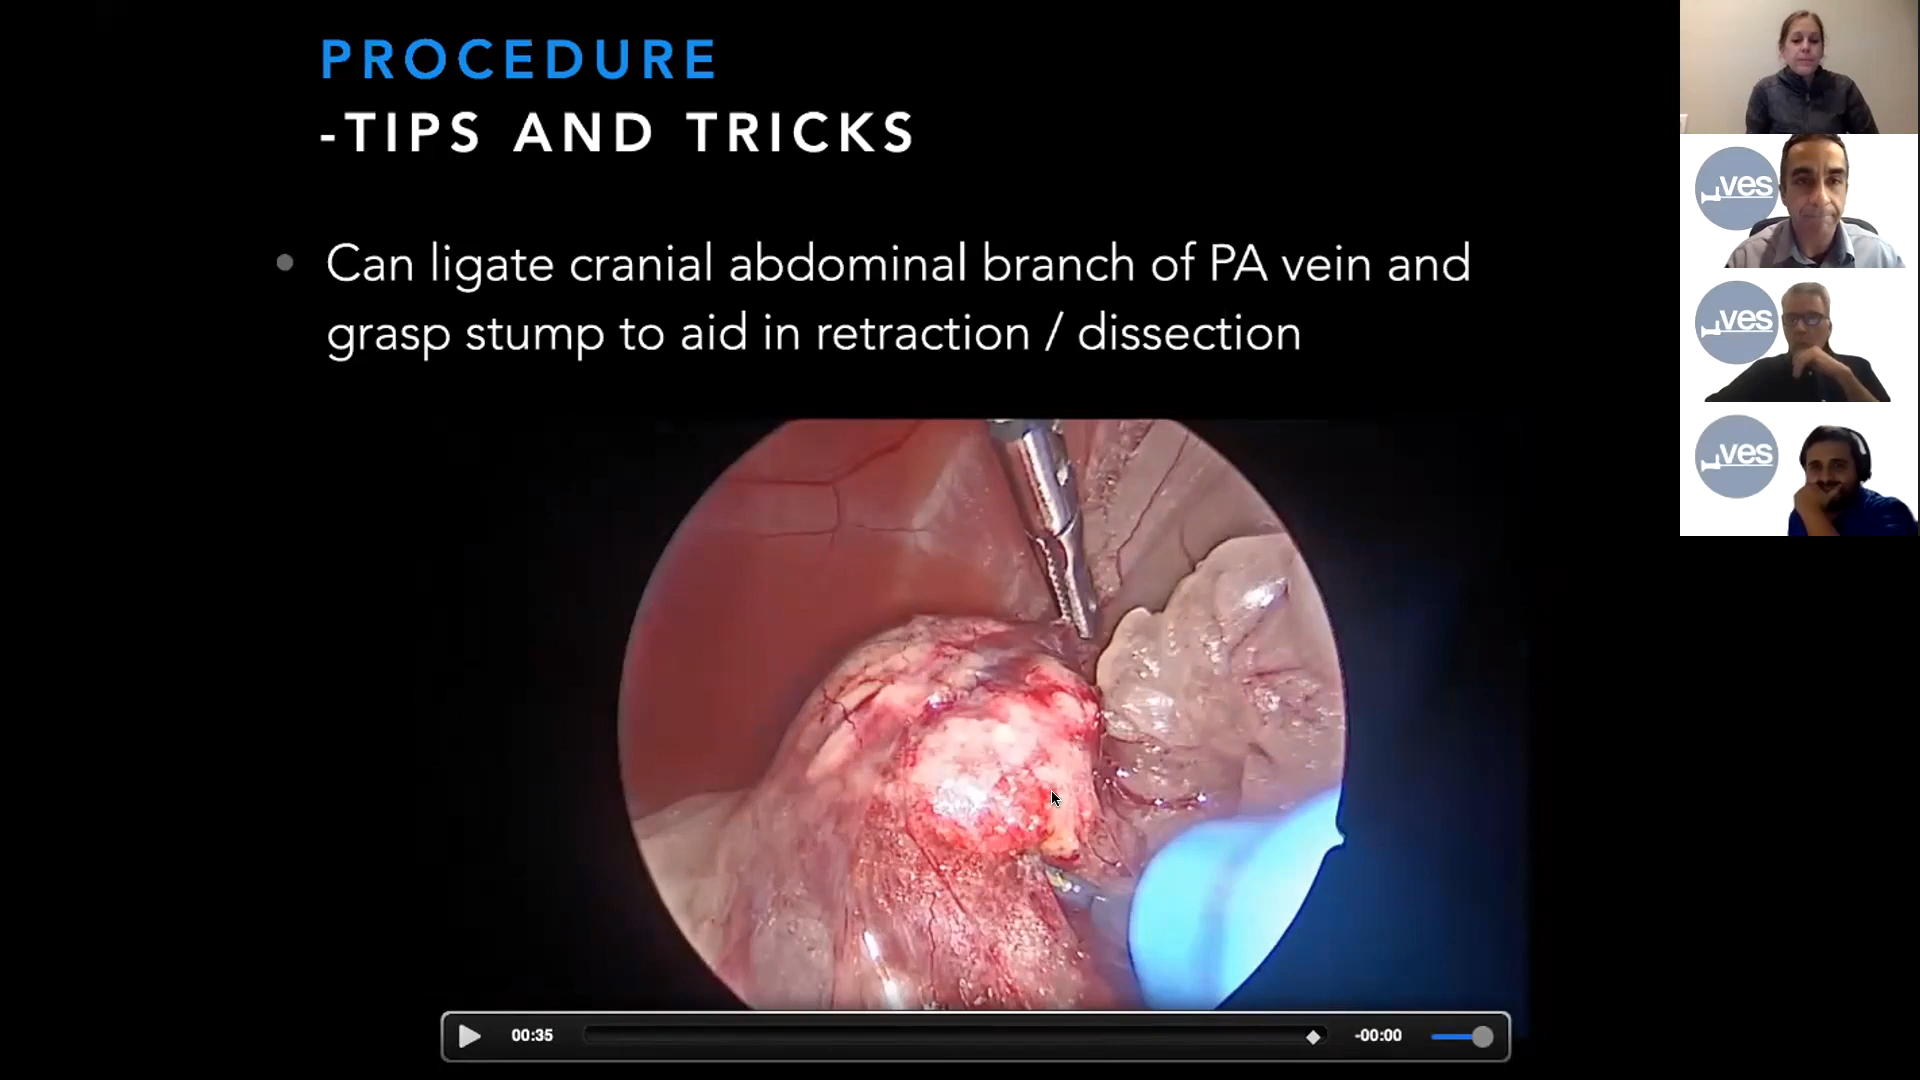 PROCEDURE
-TIPS AND TRICKS
Can ligate cranial abdominal branch of PA vein and
grasp stump to aid in retraction / dissection
00:35
-00:00
ves
ves
ves